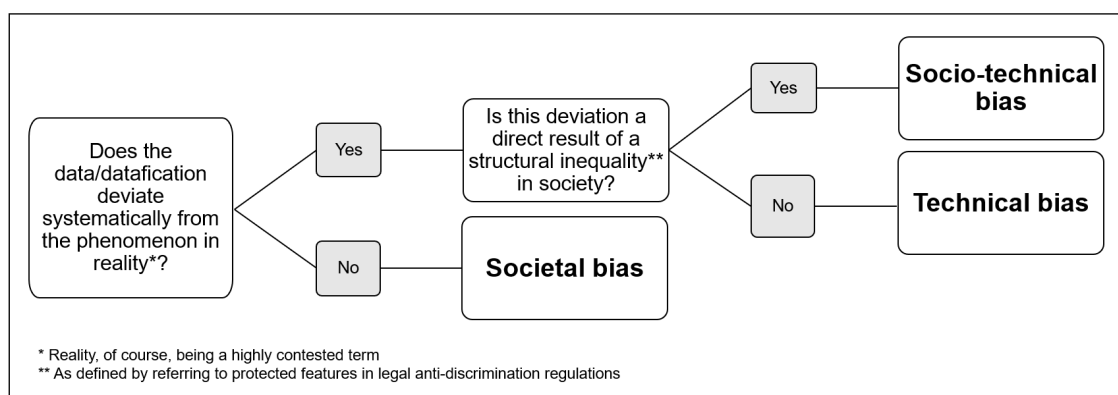 Does the
data/datafication
deviate
systematically from
the phenomenon in
reality*?
Yes
No
Is this deviation a
direct result of a
structural inequality**
in society?
Societal bias
Yes
No
Socio-technical
bias
Technical bias
* Reality, of course, being a highly contested term
** As defined by referring to protected features in legal anti-discrimination regulations